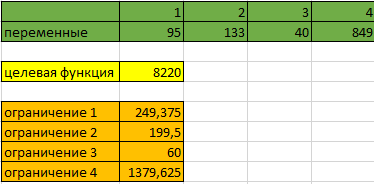 1 2 3 4
переменные 95 133 40 849
целевая функция 8220
ограничение 1 249,375
ограничение 2 199,5
ограничение 3 60
ограничение 4 1379,625